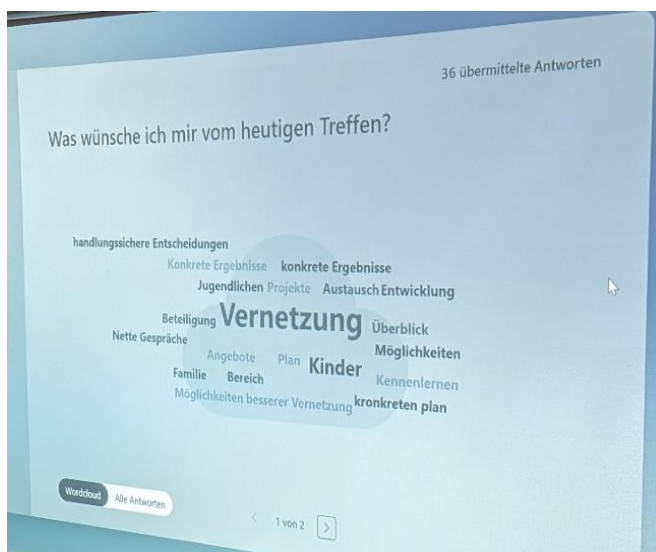 36 übermittelte Antworten
Was wünsche ich mir vom heutigen Treffen?
handlungssichere Entscheidungen
Konkrete Ergebnisse konkrete Ergebnisse
Jugendlichen Projekte Austausch Entwicklung
Beteiligung Vernetzung Überblick
Nette Gespräche Möglichkeiten
Angebote Plan Kinder
Familie Bereich Kennenlernen
Möglichkeiten besserer Vernetzung kronkreten plan
Wordcloud Alle Antworten
1 von 2